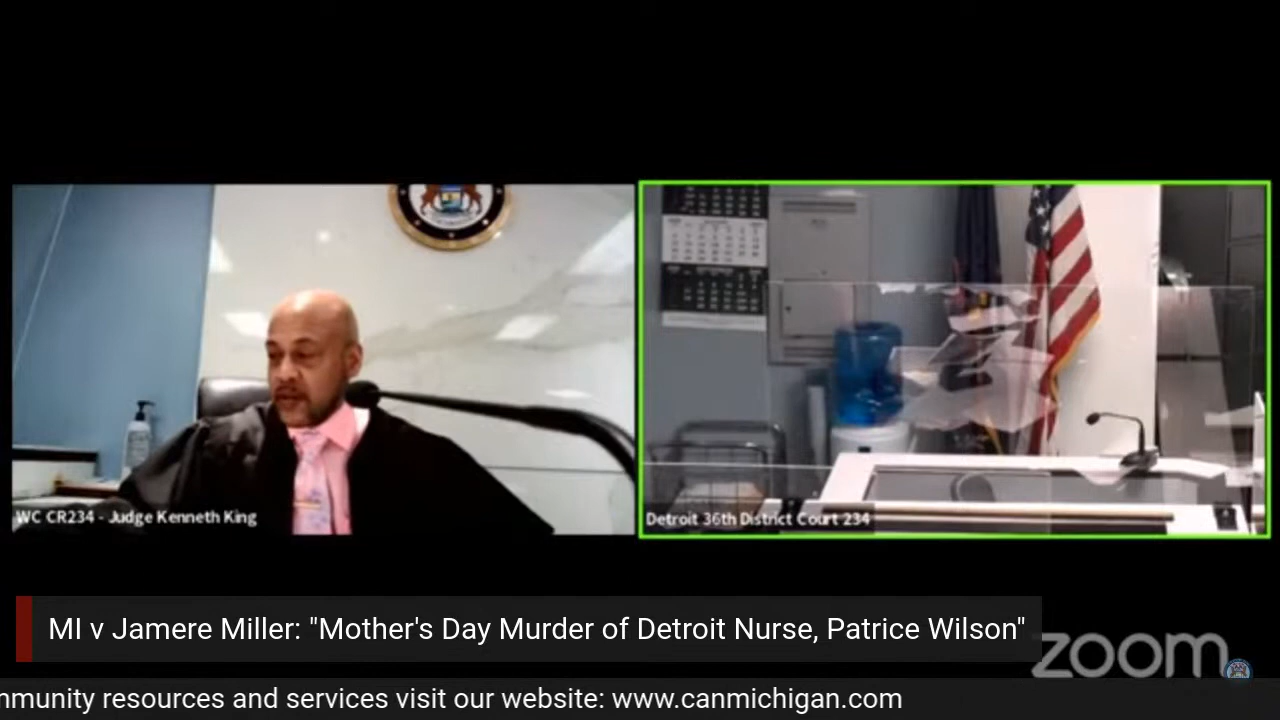 WC CR234 - Judge Kenneth King
Detroit 36th District Court 234
MI v Jamere Miller: "Mother's Day Murder of Detroit Nurse, Patrice Wilson"
zoom
mmunity resources and services visit our website: www.canmichigan.com